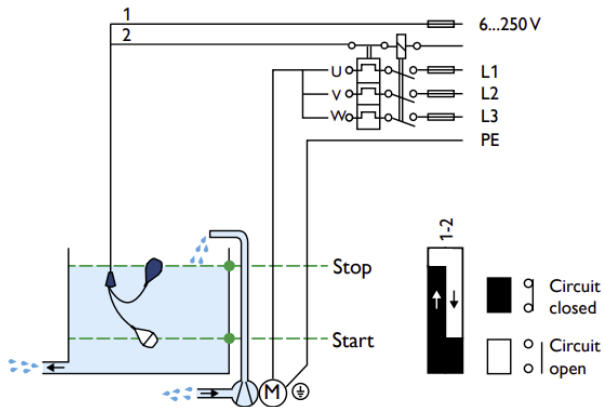 1
6...250 V
2
U
L1
V
L2
W
L3
PE
1-2
Stop
Circuit
closed
Start
Circuit
open
M